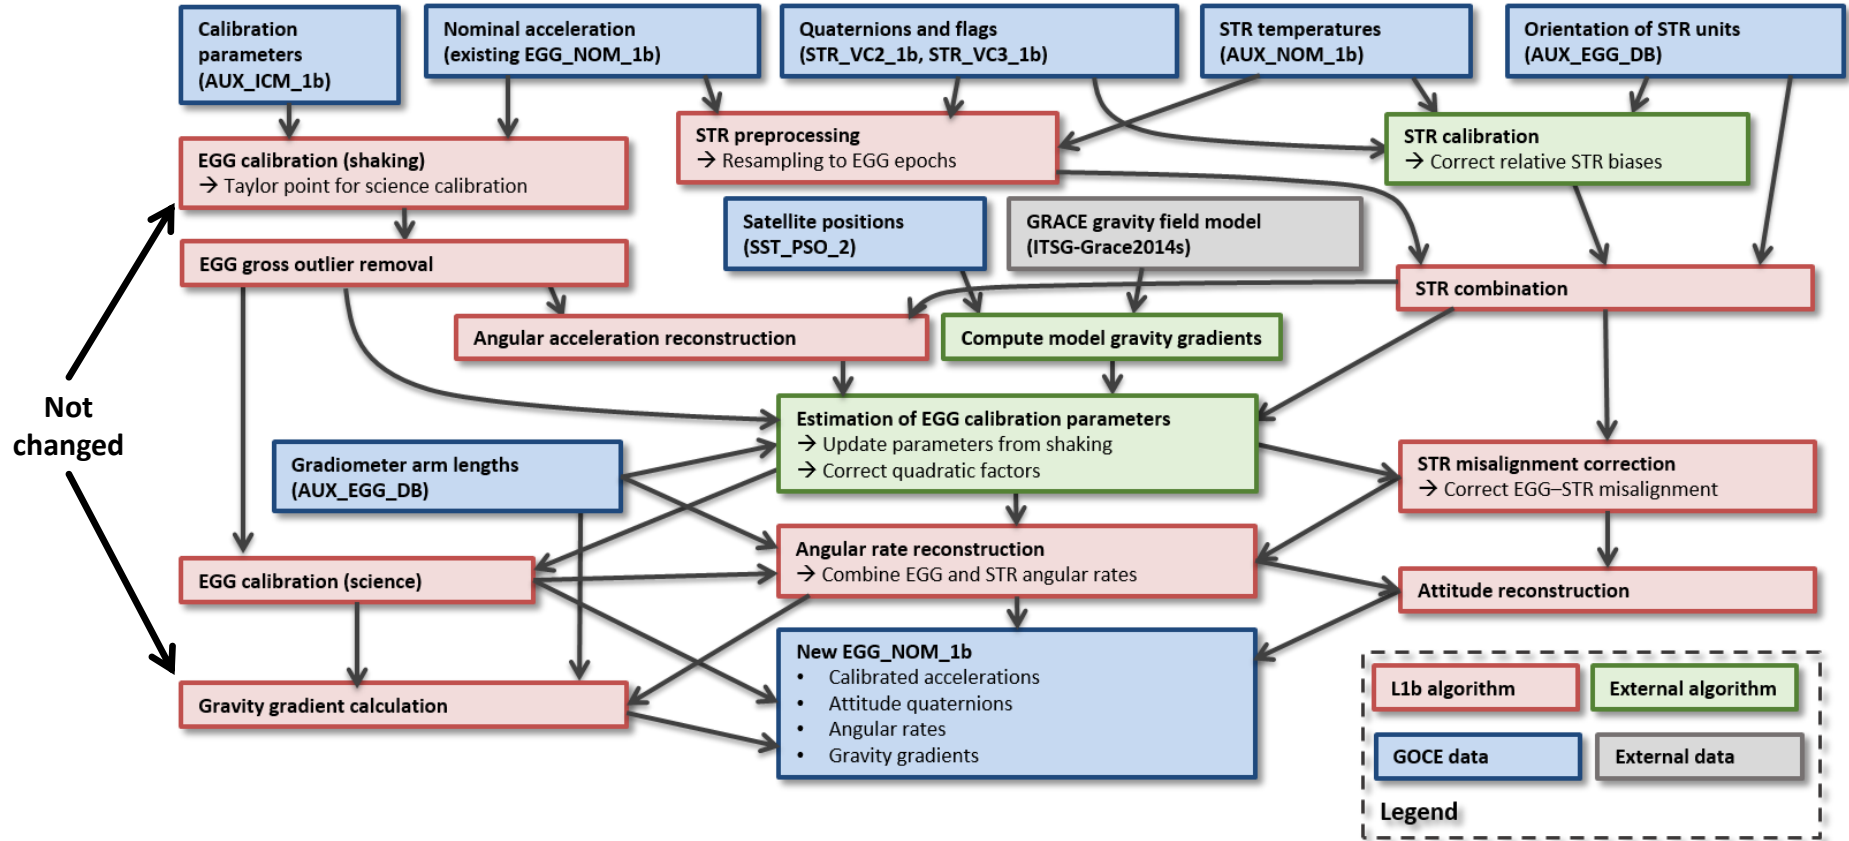 Calibration
parameters
(AUX_ICM_1b)
Nominal acceleration
(existing EGG_NOM_1b)
Quaternions and flags
(STR_VC2_1b, STR_VC3_1b)
STR temperatures
(AUX_NOM_1b)
Orientation of STR units
(AUX_EGG_DB)
EGG calibration (shaking)
→ Taylor point for science calibration
STR preprocessing
→ Resampling to EGG epochs
STR calibration
→ Correct relative STR biases
Satellite positions
(SST_PSO_2)
GRACE gravity field model
(ITSG-Grace2014s)
EGG gross outlier removal
STR combination
Angular acceleration reconstruction
Compute model gravity gradients
Not
changed
Estimation of EGG calibration parameters
→ Update parameters from shaking
→ Correct quadratic factors
Gradiometer arm lengths
(AUX_EGG_DB)
STR misalignment correction
→ Correct EGG–STR misalignment
Angular rate reconstruction
→ Combine EGG and STR angular rates
EGG calibration (science)
Attitude reconstruction
New EGG_NOM_1b
• Calibrated accelerations
• Attitude quaternions
• Angular rates
• Gravity gradients
Gravity gradient calculation
L1b algorithm
External algorithm
GOCE data
External data
Legend